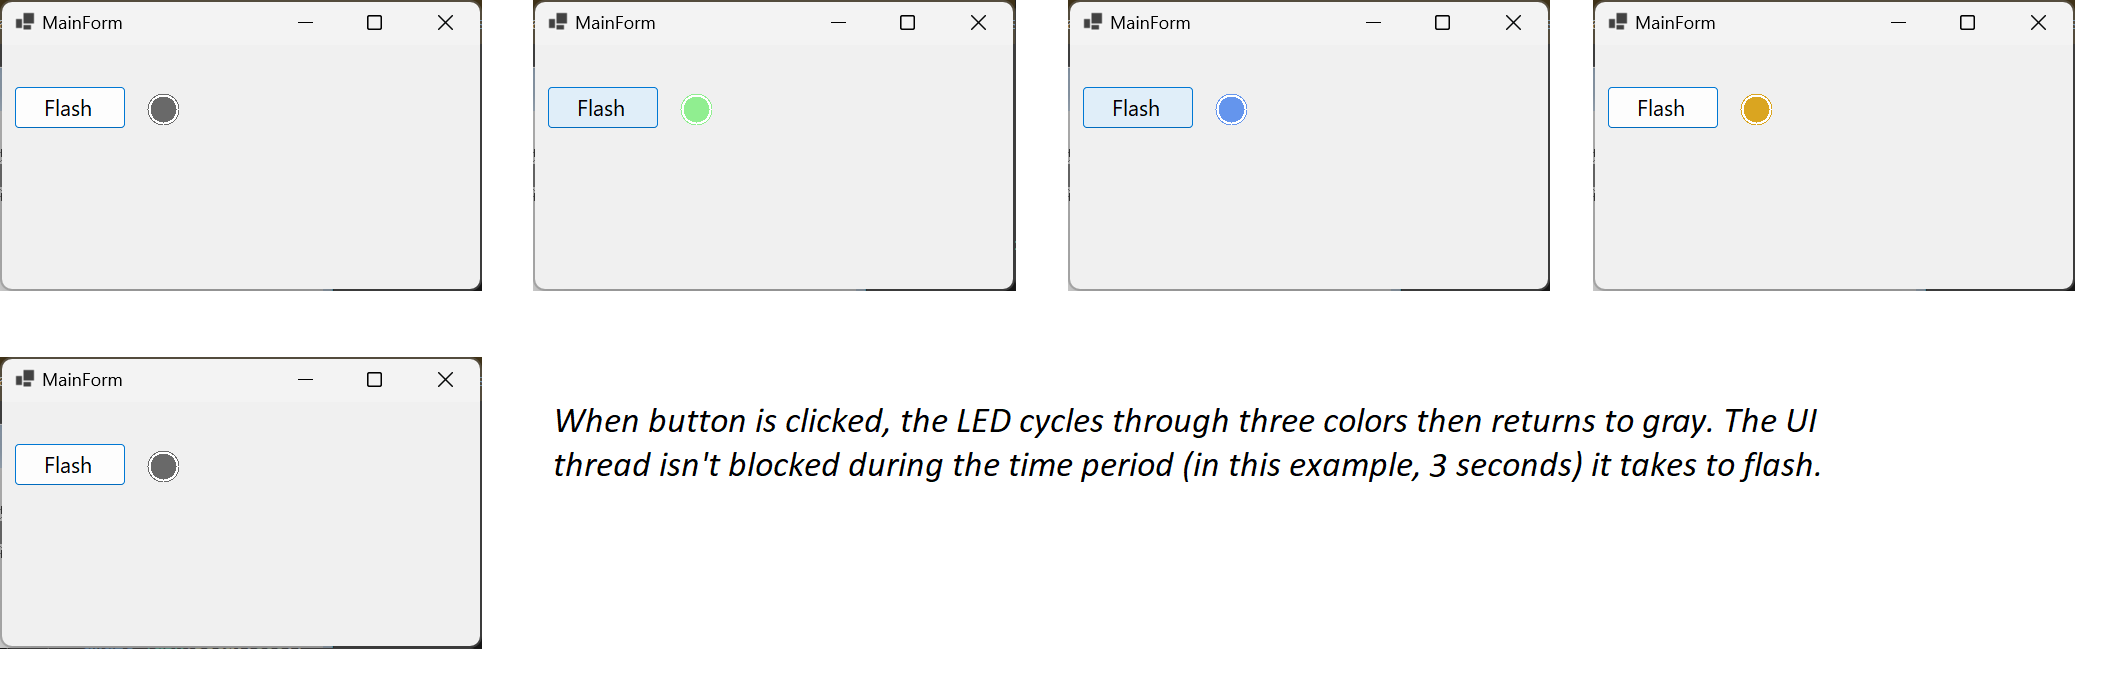 MainForm
Flash
MainForm
Flash
MainForm
Flash
MainForm
Flash
MainForm
Flash
When button is clicked, the LED cycles through three colors then returns to gray. The UI
thread isn't blocked during the time period (in this example, 3 seconds) it takes to flash.